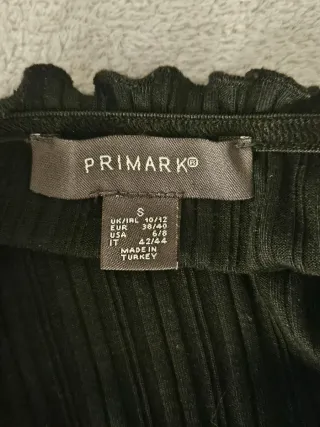 PRIMARK®
S
UK/IRL 10/12
EUR 38/40
USA 6/8
IT 42/44
MADE IN
TURKEY